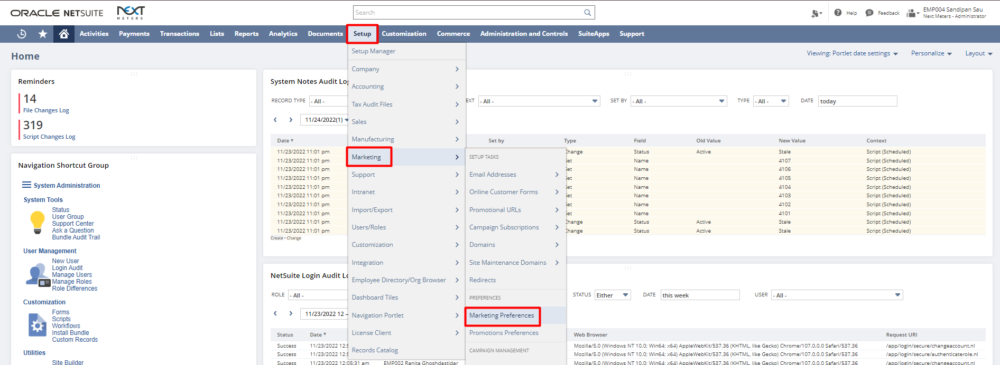 ORACLE NETSUITE
NEXT
METERS
Search
Help
Feedback
EMP004 Sandipan Sau
Next Meters - Administrator
Activities
Payments
Transactions
Lists
Reports
Analytics
Documents
Setup
Customization
Commerce
Administration and Controls
SuiteApps
Support
Home
Viewing: Portlet date settings
Personalize
Layout
Reminders
14
File Changes Log
319
Script Changes Log
Navigation Shortcut Group
System Administration
System Tools
Status
User Group
Support Center
Ask a Question
Bundle Audit Trail
User Management
New User
Login Audit
Manage Users
Manage Roles
Role Differences
Customization
Forms
Scripts
Workflows
Install Bundle
Custom Records
Utilities
Site Builder
Setup Manager
Company
Accounting
Tax Audit Files
Sales
Manufacturing
Marketing
Support
Intranet
Import/Export
Users/Roles
Customization
Integration
Employee Directory/Org Browser
Dashboard Tiles
Navigation Portlet
License Client
Records Catalog
SETUP TASKS
Email Addresses
Online Customer Forms
Promotional URLs
Campaign Subscriptions
Domains
Site Maintenance Domains
Redirects
PREFERENCES
Marketing Preferences
Promotions Preferences
CAMPAIGN MANAGEMENT
System Notes Audit Log
RECORD TYPE - All -
EXT - All -
SET BY - All -
TYPE - All -
DATE today
11/24/2022(1)
Date Set by Type Field Old Value New Value Context
11/23/2022 11:01 pm Change Status Active Stale Script (Scheduled)
11/23/2022 11:01 pm Set Name 4107 Script (Scheduled)
11/23/2022 11:01 pm Set Name 4106 Script (Scheduled)
11/23/2022 11:01 pm Set Name 4105 Script (Scheduled)
11/23/2022 11:01 pm Set Name 4104 Script (Scheduled)
11/23/2022 11:01 pm Set Name 4103 Script (Scheduled)
11/23/2022 11:01 pm Set Name 4102 Script (Scheduled)
11/23/2022 11:01 pm Set Name 4101 Script (Scheduled)
11/23/2022 11:01 pm Change Status Active Stale Script (Scheduled)
11/23/2022 11:01 pm Change Status Active Stale Script (Scheduled)
Create • Change
NetSuite Login Audit Lo
ROLE - All -
STATUS Either
DATE this week
USER - All -
11/23/2022 12 –
Status Date Web Browser Request URI
Success 11/23/2022 12:5 Mozilla/5.0 (Windows NT 10.0; Win64; x64) AppleWebKit/537.36 (KHTML, like Gecko) Chrome/107.0.0.0 Safari/537.36 /app/login/secure/changeaccount.nl
Success 11/23/2022 12:5 Mozilla/5.0 (Windows NT 10.0; Win64; x64) AppleWebKit/537.36 (KHTML, like Gecko) Chrome/107.0.0.0 Safari/537.36 /app/login/secure/authenticaterole.nl
Success 11/23/2022 12:05:31 am EMP002 Ranita Ghoshdastidar Mozilla/5.0 (Windows NT 10.0; Win64; x64) AppleWebKit/537.36 (KHTML, like Gecko) Chrome/107.0.0.0 Safari/537.36 /app/login/secure/changeaccount.nl